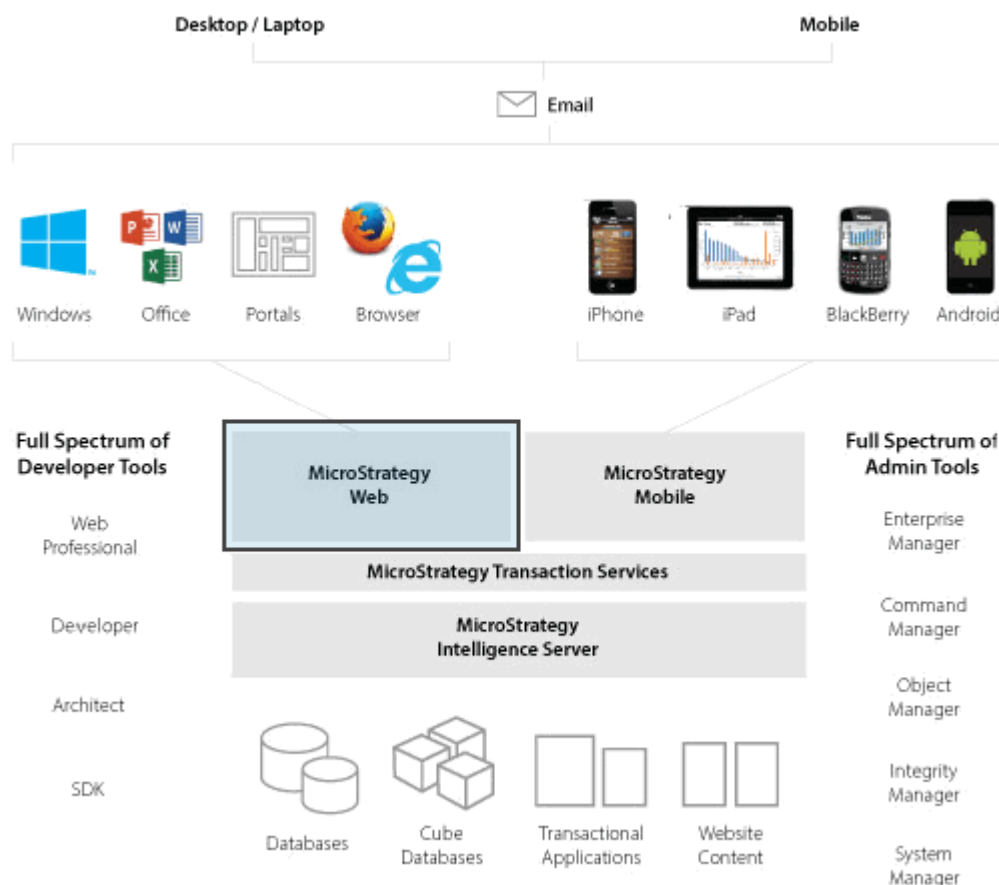 Desktop / Laptop
Mobile
Email
Windows
Office
Portals
Browser
iPhone
iPad
BlackBerry
Android
Full Spectrum of
Developer Tools
Web
Professional
Developer
Architect
SDK
MicroStrategy
Web
MicroStrategy
Mobile
MicroStrategy Transaction Services
MicroStrategy
Intelligence Server
Databases
Cube
Databases
Transactional
Applications
Website
Content
Full Spectrum of
Admin Tools
Enterprise
Manager
Command
Manager
Object
Manager
Integrity
Manager
System
Manager